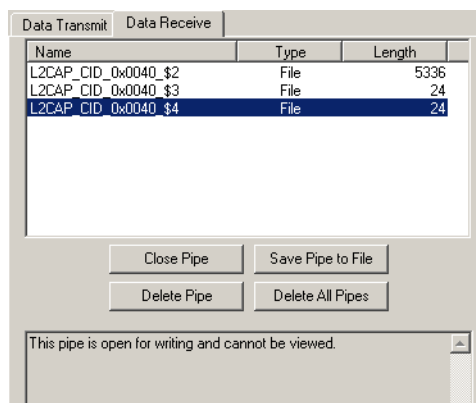 Data Transmit Data Receive
Name Type Length
L2CAP_CID_0x0040_$2 File 5336
L2CAP_CID_0x0040_$3 File 24
L2CAP_CID_0x0040_$4 File 24
Close Pipe Save Pipe to File
Delete Pipe Delete All Pipes
This pipe is open for writing and cannot be viewed.